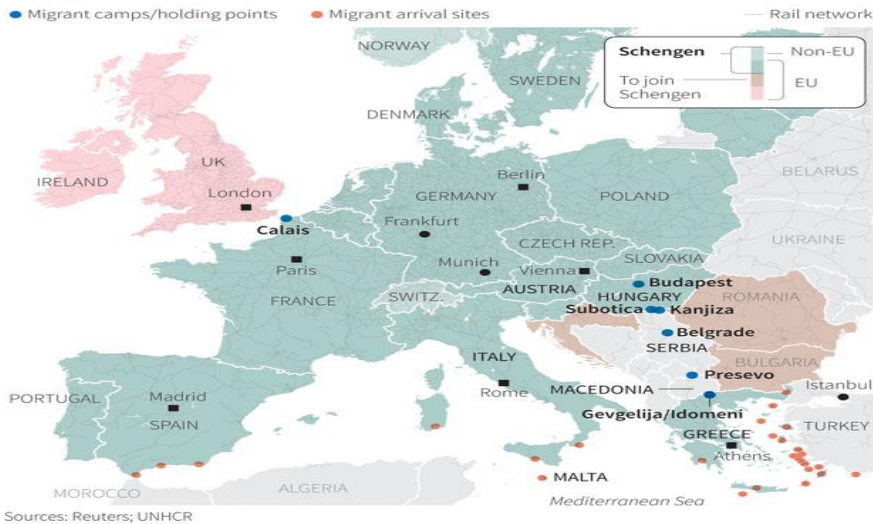 Migrant camps/holding points
Migrant arrival sites
Rail network
Schengen
Non-EU
To join
Schengen
EU
NORWAY
SWEDEN
DENMARK
BELARUS
UK
IRELAND
London
Berlin
GERMANY
POLAND
Calais
Frankfurt
UKRAINE
CZECH REP.
Paris
Munich
SLOVAKIA
Vienna
Budapest
AUSTRIA
FRANCE
SWITZ.
HUNGARY
ROMANIA
Subotica
Kanjiza
Belgrade
SERBIA
ITALY
BULGARIA
Presevo
PORTUGAL
Madrid
Rome
MACEDONIA
Istanbul
SPAIN
Gevgelija/Idomeni
TURKEY
GREECE
Athens
MALTA
MOROCCO
ALGERIA
Mediterranean Sea
Sources: Reuters; UNHCR